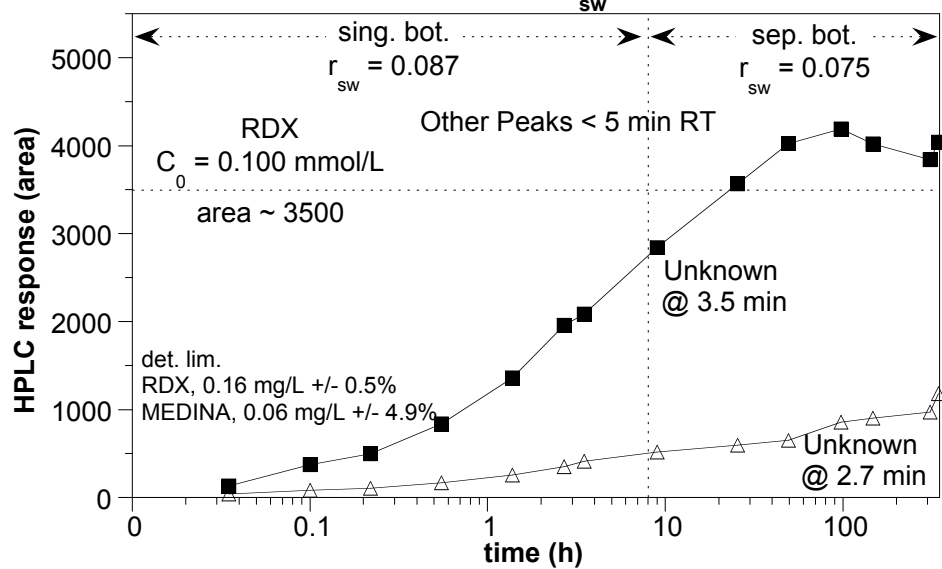 sw
sing. bot.
sep. bot.
r_sw = 0.087
r_sw = 0.075
Other Peaks < 5 min RT
RDX
C_0 = 0.100 mmol/L
area ~ 3500
Unknown
@ 3.5 min
det. lim.
RDX, 0.16 mg/L +/- 0.5%
MEDINA, 0.06 mg/L +/- 4.9%
Unknown
@ 2.7 min
HPLC response (area)
5000
4000
3000
2000
1000
0
0 0.1 1 10 100
time (h)